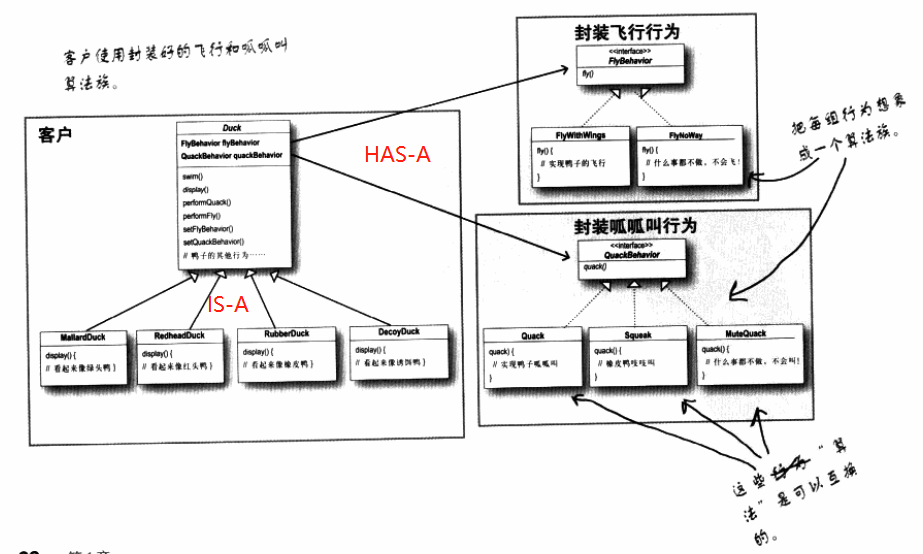 客户使用封装好的飞行和呱呱叫
算法族。
客户
Duck
FlyBehavior flyBehavior
QuackBehavior quackBehavior
swim()
display()
performQuack()
performFly()
setFlyBehavior()
setQuackBehavior()
// 鸭子的其他行为……
HAS-A
IS-A
MallardDuck
display() {
// 看起来像绿头鸭 }
RedheadDuck
display() {
// 看起来像红头鸭 }
RubberDuck
display() {
// 看起来像橡皮鸭 }
DecoyDuck
display() {
// 看起来像诱饵鸭 }
封装飞行行为
<<interface>>
FlyBehavior
fly()
FlyWithWings
fly() {
// 实现鸭子的飞行
}
FlyNoWay
fly() {
// 什么事都不做，不会飞！
}
把每组行为想象
成一个算法族。
封装呱呱叫行为
<<interface>>
QuackBehavior
quack()
Quack
quack() {
// 实现鸭子呱呱叫
}
Squeak
quack() {
// 橡皮鸭吱吱叫
}
MuteQuack
quack() {
// 什么事都不做，不会叫！
}
这些“算
法”是可以互换
的。
第1章